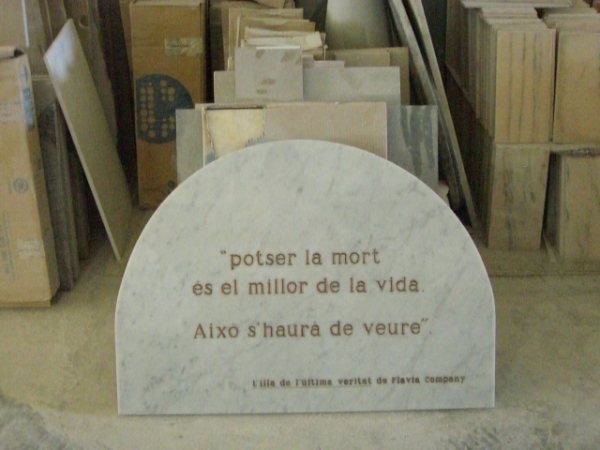 "potser la mort
és el millor de la vida.
Això s'haurà de veure".
L'illa de l'última veritat de Flavia Company